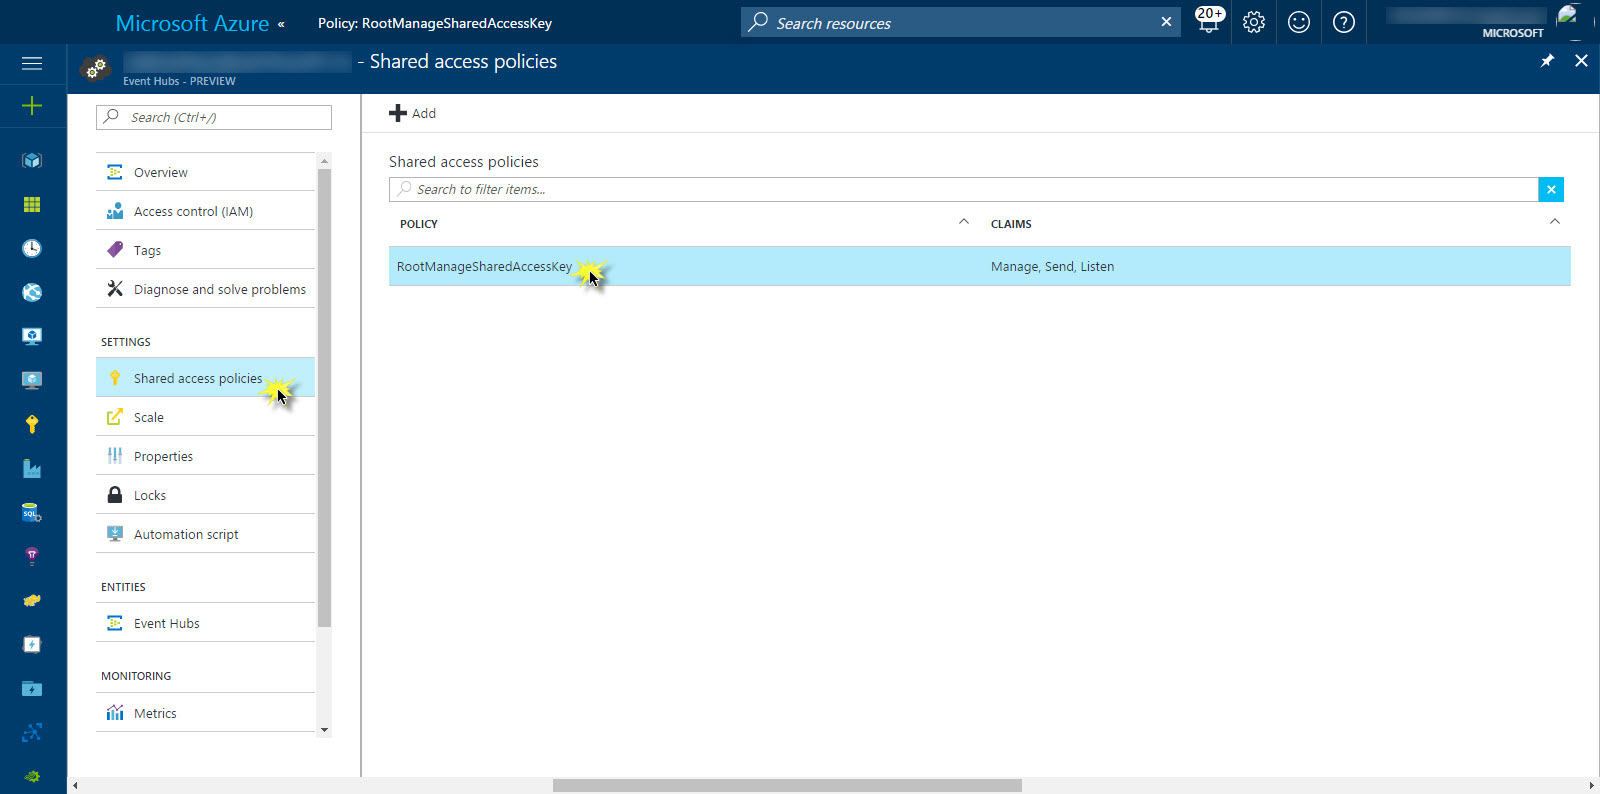 Microsoft Azure «
Policy: RootManageSharedAccessKey
Search resources
20+
MICROSOFT
- Shared access policies
Event Hubs - PREVIEW
Search (Ctrl+/)
Overview
Access control (IAM)
Tags
Diagnose and solve problems
SETTINGS
Shared access policies
Scale
Properties
Locks
Automation script
ENTITIES
Event Hubs
MONITORING
Metrics
Add
Shared access policies
Search to filter items...
POLICY
CLAIMS
RootManageSharedAccessKey
Manage, Send, Listen
SQL